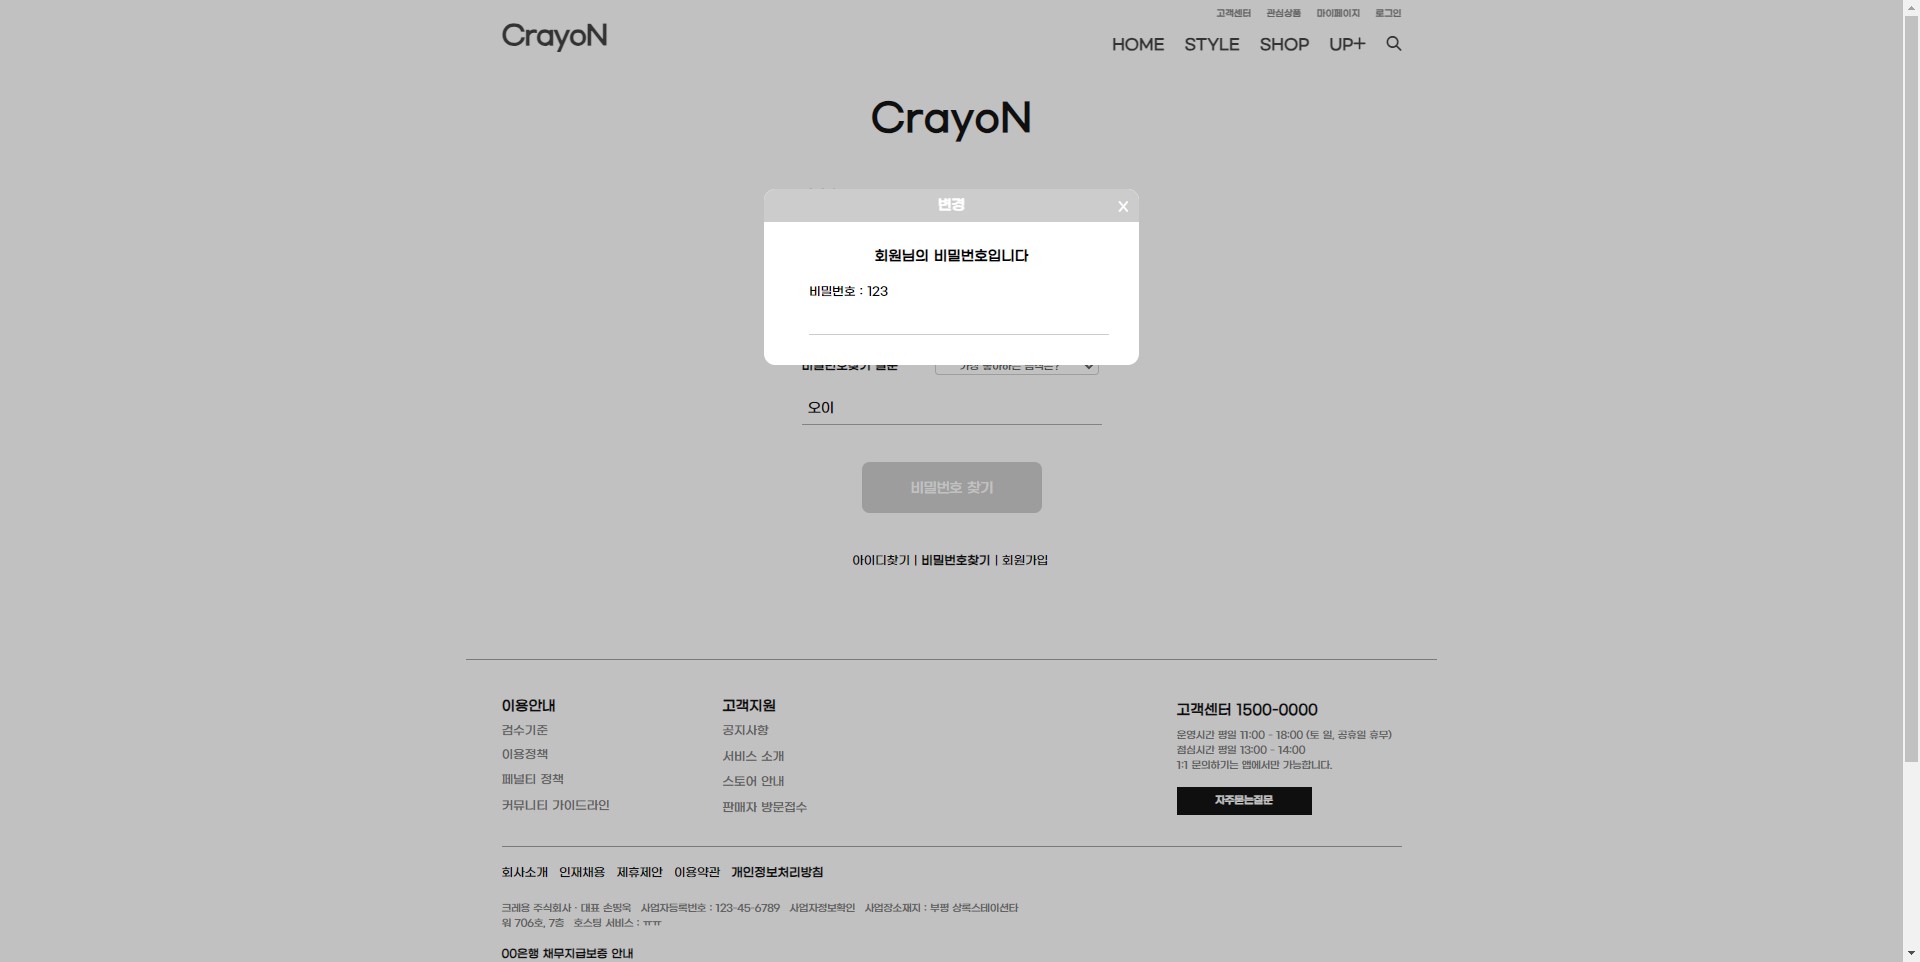 고객센터 관심상품 마이페이지 로그인
CrayoN
HOME STYLE SHOP UP+
CrayoN
변경
X
회원님의 비밀번호입니다
비밀번호 : 123
비밀번호찾기 질문
가장 좋아하는 음식은?
오이
비밀번호 찾기
아이디찾기 | 비밀번호찾기 | 회원가입
이용안내
검수기준
이용정책
페널티 정책
커뮤니티 가이드라인
고객지원
공지사항
서비스 소개
스토어 안내
판매자 방문접수
고객센터 1500-0000
운영시간 평일 11:00 - 18:00 (토 일, 공휴일 휴무)
점심시간 평일 13:00 - 14:00
1:1 문의하기는 앱에서만 가능합니다.
자주묻는질문
회사소개 인재채용 제휴제안 이용약관 개인정보처리방침
크레용 주식회사 · 대표 손띵욱 사업자등록번호 : 123-45-6789 사업자정보확인 사업장소재지 : 부평 상록스테이션타
워 706호, 7층 호스팅 서비스 : ㅠㅠ
00은행 채무지급보증 안내